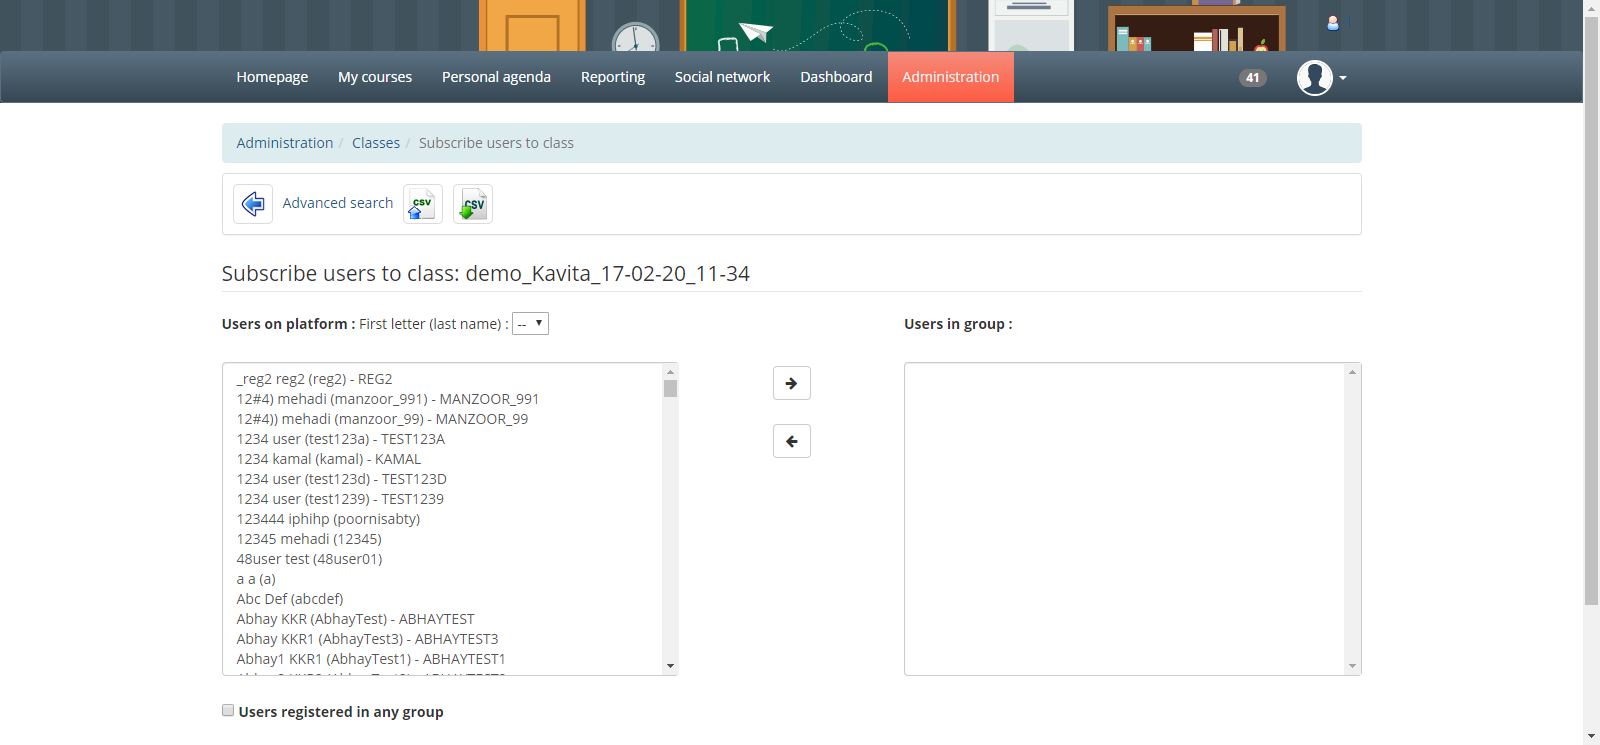 Homepage My courses Personal agenda Reporting Social network Dashboard Administration 41
Administration / Classes / Subscribe users to class
Advanced search CSV CSV
Subscribe users to class: demo_Kavita_17-02-20_11-34
Users on platform : First letter (last name) : --
Users in group :
_reg2 reg2 (reg2) - REG2
12#4) mehadi (manzoor_991) - MANZOOR_991
12#4)) mehadi (manzoor_99) - MANZOOR_99
1234 user (test123a) - TEST123A
1234 kamal (kamal) - KAMAL
1234 user (test123d) - TEST123D
1234 user (test1239) - TEST1239
123444 iphihp (poornisabty)
12345 mehadi (12345)
48user test (48user01)
a a (a)
Abc Def (abcdef)
Abhay KKR (AbhayTest) - ABHAYTEST
Abhay KKR1 (AbhayTest3) - ABHAYTEST3
Abhay1 KKR1 (AbhayTest1) - ABHAYTEST1
Users registered in any group